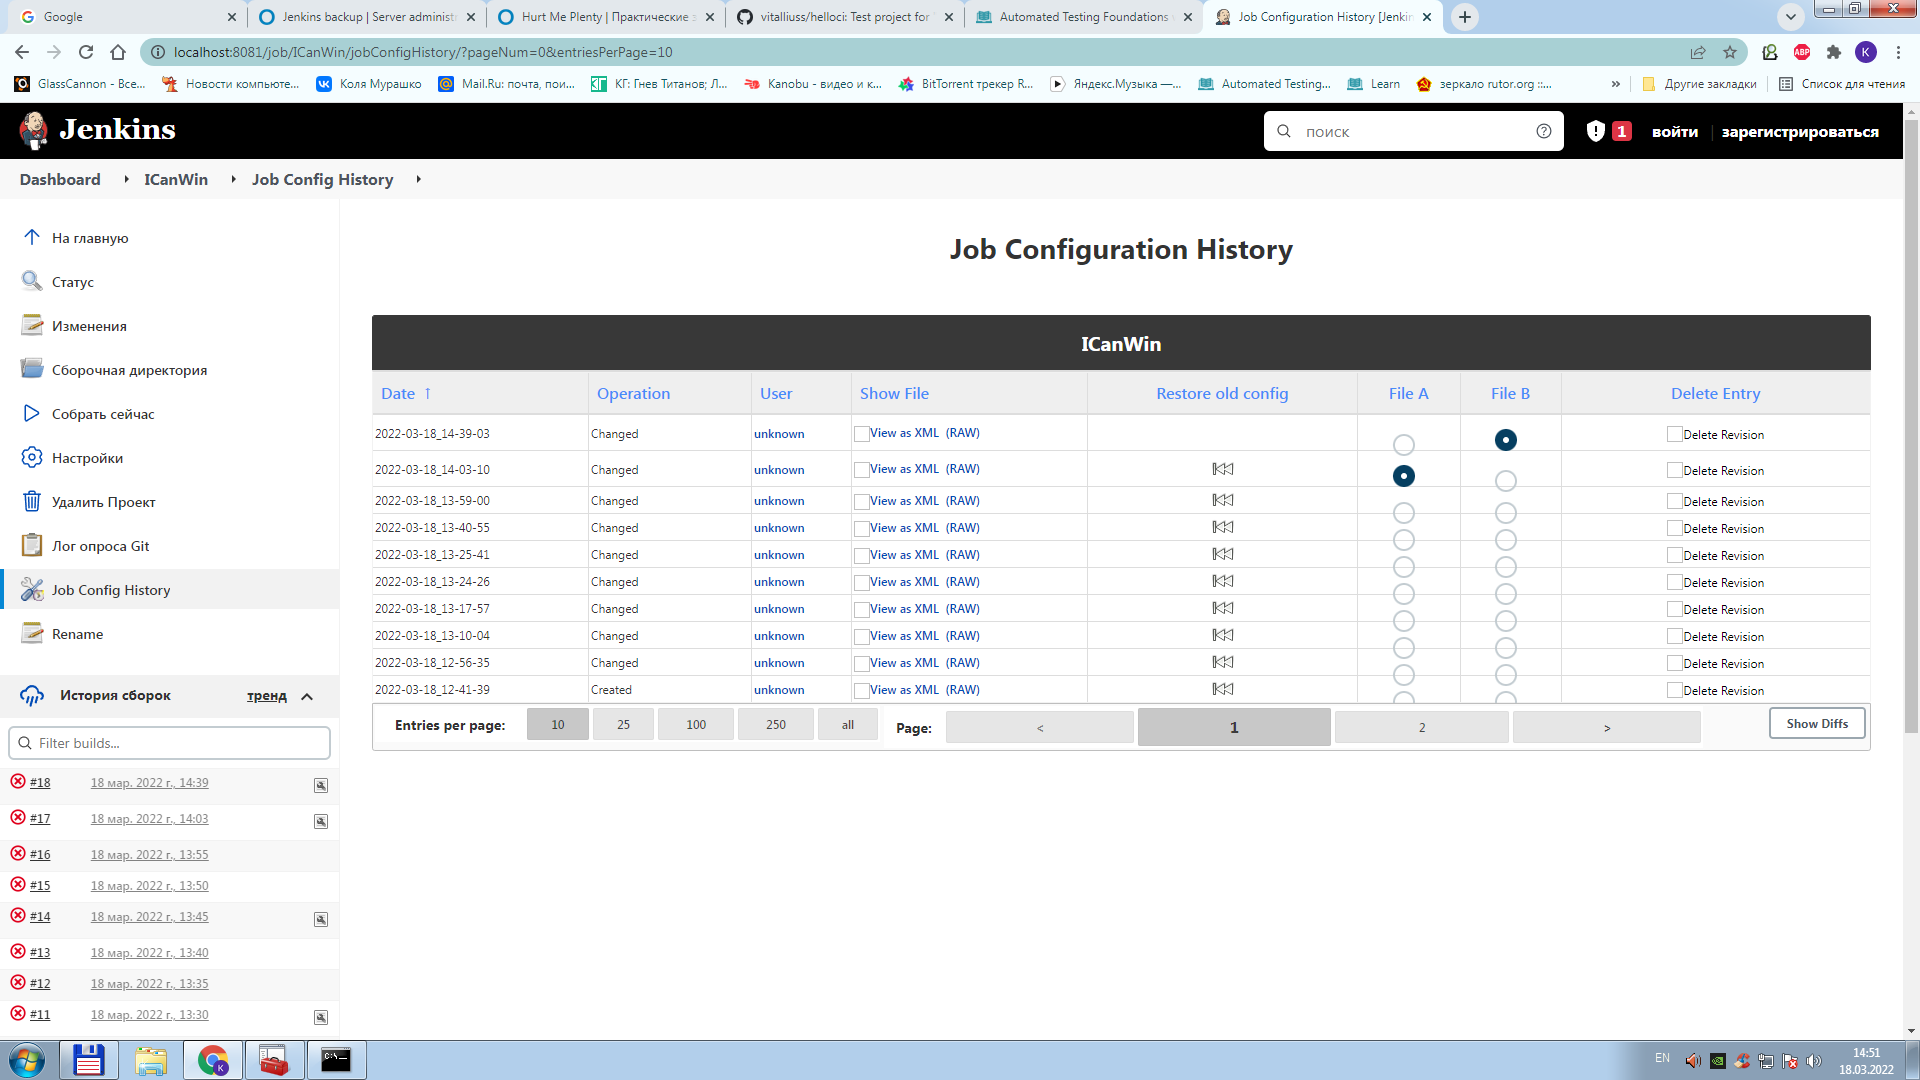 Google
Jenkins backup | Server administr
Hurt Me Plenty | Практические з
vitalliuss/helloci: Test project for
Automated Testing Foundations
Job Configuration History [Jenkin
localhost:8081/job/ICanWin/jobConfigHistory/?pageNum=0&entriesPerPage=10
ABP
K
GlassCannon - Все...
Новости компьюте...
Коля Мурашко
Mail.Ru: почта, пои...
КГ: Гнев Титанов; Л...
Kanobu - видео и к...
BitTorrent трекер R...
Яндекс.Музыка —...
Automated Testing...
Learn
зеркало rutor.org ::...
»
Другие закладки
Список для чтения
Jenkins
поиск
1
войти
зарегистрироваться
Dashboard
ICanWin
Job Config History
На главную
Статус
Изменения
Сборочная директория
Собрать сейчас
Настройки
Удалить Проект
Лог опроса Git
Job Config History
Rename
История сборок тренд
Filter builds...
#18 18 мар. 2022 г., 14:39
#17 18 мар. 2022 г., 14:03
#16 18 мар. 2022 г., 13:55
#15 18 мар. 2022 г., 13:50
#14 18 мар. 2022 г., 13:45
#13 18 мар. 2022 г., 13:40
#12 18 мар. 2022 г., 13:35
#11 18 мар. 2022 г., 13:30
Job Configuration History
ICanWin
Date ↑ Operation User Show File Restore old config File A File B Delete Entry
2022-03-18_14-39-03 Changed unknown View as XML (RAW) Delete Revision
2022-03-18_14-03-10 Changed unknown View as XML (RAW) Delete Revision
2022-03-18_13-59-00 Changed unknown View as XML (RAW) Delete Revision
2022-03-18_13-40-55 Changed unknown View as XML (RAW) Delete Revision
2022-03-18_13-25-41 Changed unknown View as XML (RAW) Delete Revision
2022-03-18_13-24-26 Changed unknown View as XML (RAW) Delete Revision
2022-03-18_13-17-57 Changed unknown View as XML (RAW) Delete Revision
2022-03-18_13-10-04 Changed unknown View as XML (RAW) Delete Revision
2022-03-18_12-56-35 Changed unknown View as XML (RAW) Delete Revision
2022-03-18_12-41-39 Created unknown View as XML (RAW) Delete Revision
Entries per page: 10 25 100 250 all Page: < 1 2 > Show Diffs
EN
14:51
18.03.2022